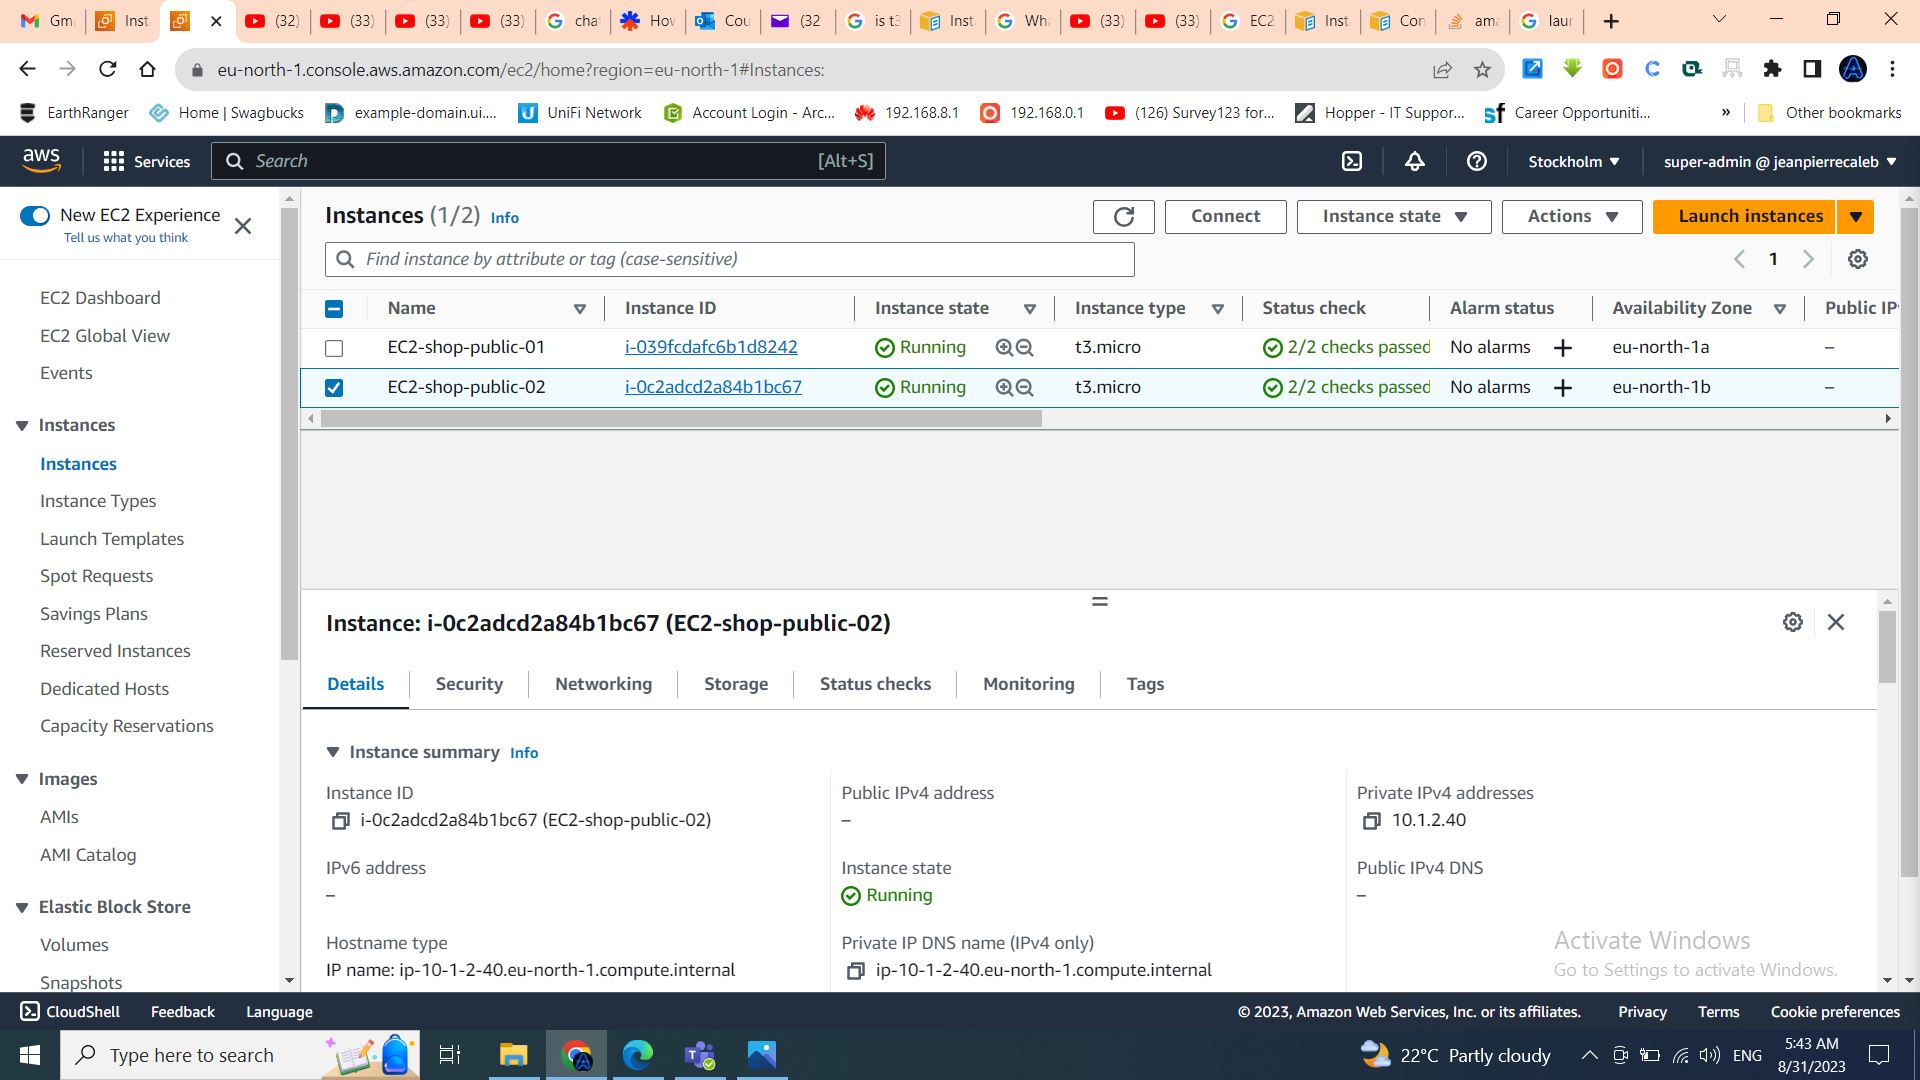 Gm
Inst
(32)
(33)
(33)
(33)
chat
How
Cou
(32
is t3
Inst
Wha
(33)
(33)
EC2
Inst
Con
ama
laun
eu-north-1.console.aws.amazon.com/ec2/home?region=eu-north-1#Instances:
EarthRanger
Home | Swagbucks
example-domain.ui....
UniFi Network
Account Login - Arc...
192.168.8.1
192.168.0.1
(126) Survey123 for...
Hopper - IT Suppor...
Career Opportuniti...
»
Other bookmarks
aws
Services
Search
[Alt+S]
Stockholm
super-admin @ jeanpierrecaleb
New EC2 Experience
Tell us what you think
EC2 Dashboard
EC2 Global View
Events
Instances
Instances
Instance Types
Launch Templates
Spot Requests
Savings Plans
Reserved Instances
Dedicated Hosts
Capacity Reservations
Images
AMIs
AMI Catalog
Elastic Block Store
Volumes
Snapshots
Instances (1/2) Info
Connect
Instance state
Actions
Launch instances
Find instance by attribute or tag (case-sensitive)
1
Name Instance ID Instance state Instance type Status check Alarm status Availability Zone Public IP
EC2-shop-public-01 i-039fcdafc6b1d8242 Running t3.micro 2/2 checks passed No alarms + eu-north-1a –
EC2-shop-public-02 i-0c2adcd2a84b1bc67 Running t3.micro 2/2 checks passed No alarms + eu-north-1b –
Instance: i-0c2adcd2a84b1bc67 (EC2-shop-public-02)
Details
Security
Networking
Storage
Status checks
Monitoring
Tags
Instance summary Info
Instance ID
i-0c2adcd2a84b1bc67 (EC2-shop-public-02)
Public IPv4 address
–
Private IPv4 addresses
10.1.2.40
IPv6 address
–
Instance state
Running
Public IPv4 DNS
–
Hostname type
IP name: ip-10-1-2-40.eu-north-1.compute.internal
Private IP DNS name (IPv4 only)
ip-10-1-2-40.eu-north-1.compute.internal
Activate Windows
Go to Settings to activate Windows.
CloudShell
Feedback
Language
© 2023, Amazon Web Services, Inc. or its affiliates.
Privacy
Terms
Cookie preferences
Type here to search
22°C Partly cloudy
ENG
5:43 AM
8/31/2023